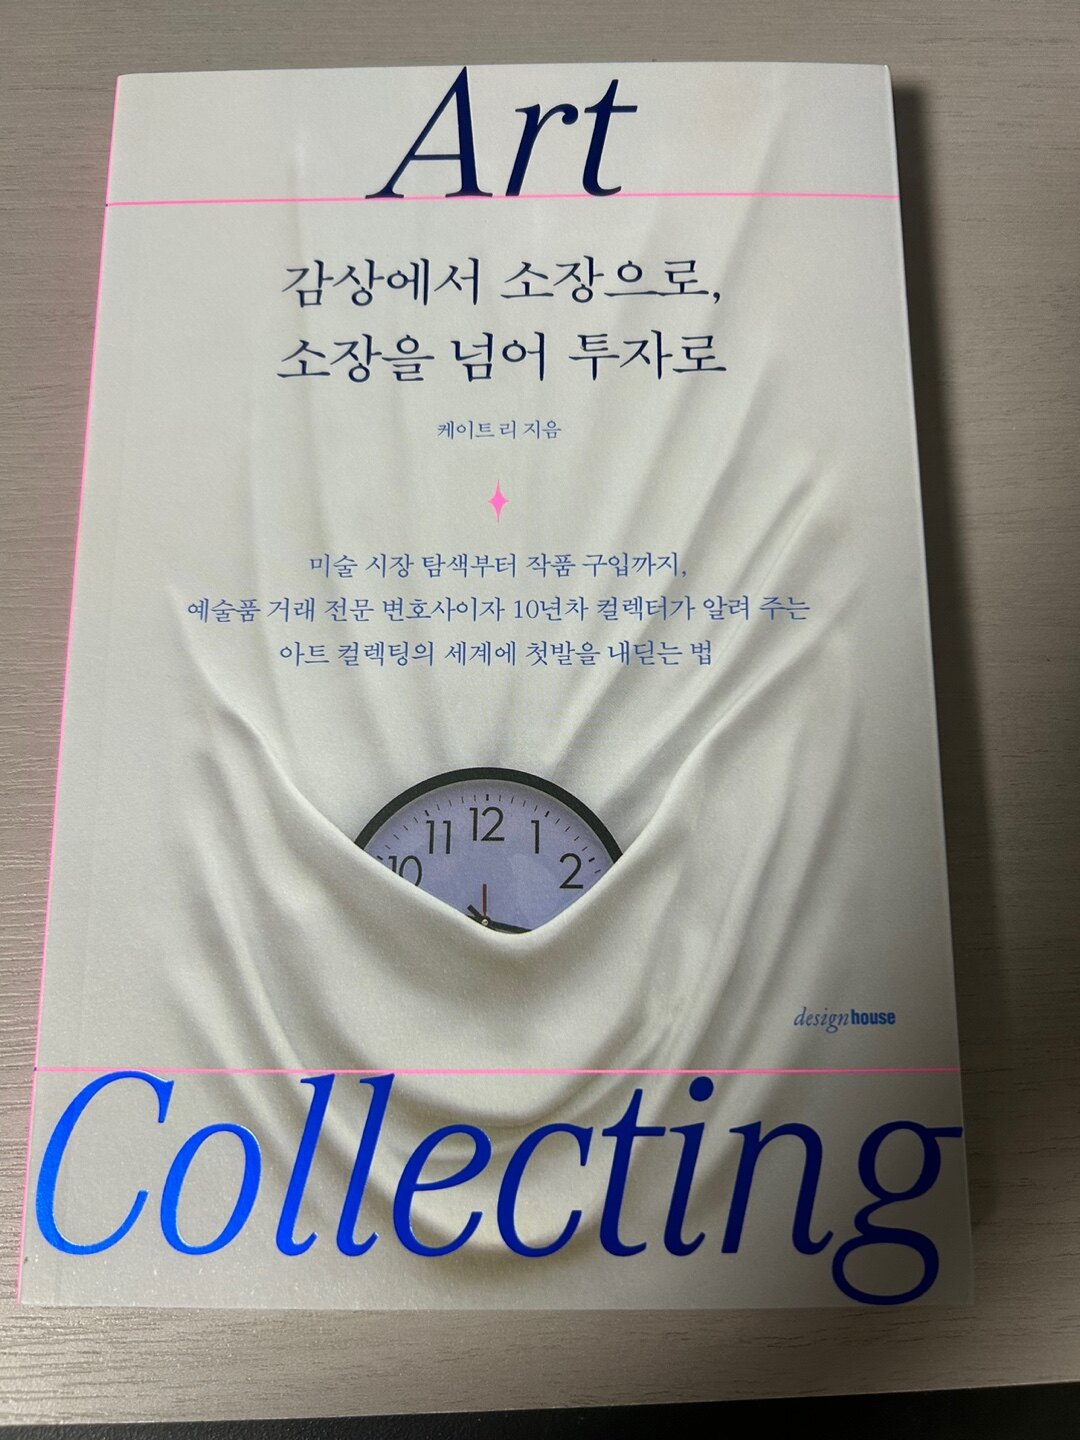 Art
감상에서 소장으로,
소장을 넘어 투자로
케이트 리 지음
미술 시장 탐색부터 작품 구입까지,
예술품 거래 전문 변호사이자 10년차 컬렉터가 알려 주는
아트 컬렉팅의 세계에 첫발을 내딛는 법
10 11 12 1 2
designhouse
Collecting